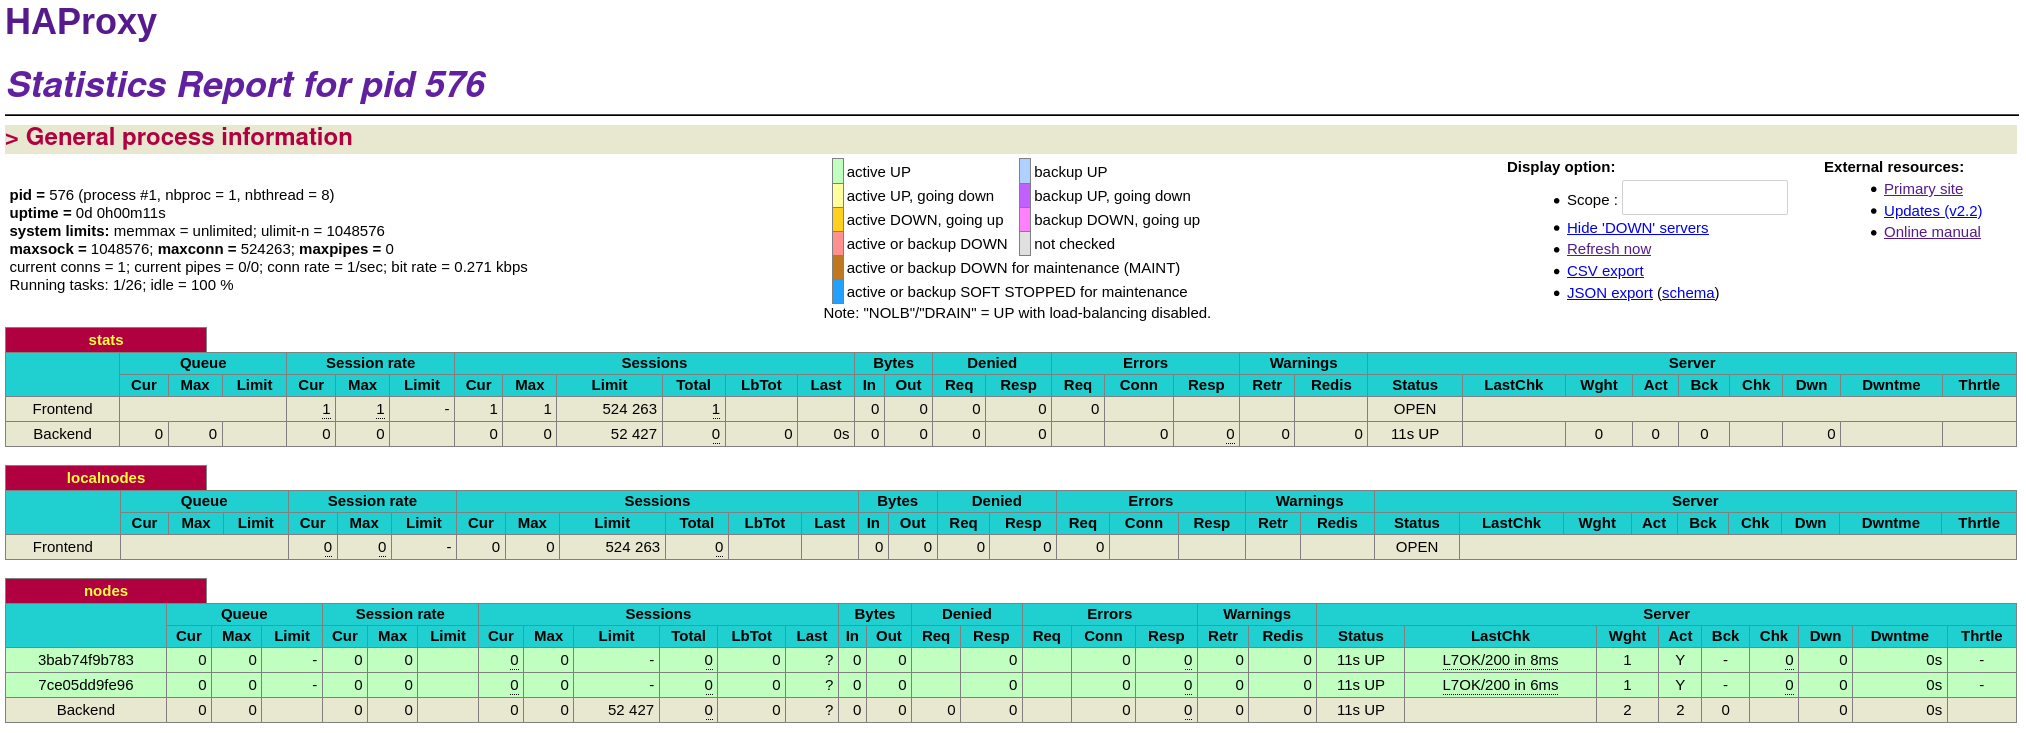 HAProxy
Statistics Report for pid 576
> General process information
pid = 576 (process #1, nbproc = 1, nbthread = 8)
uptime = 0d 0h00m11s
system limits: memmax = unlimited; ulimit-n = 1048576
maxsock = 1048576; maxconn = 524263; maxpipes = 0
current conns = 1; current pipes = 0/0; conn rate = 1/sec; bit rate = 0.271 kbps
Running tasks: 1/26; idle = 100 %
active UP backup UP
active UP, going down backup UP, going down
active DOWN, going up backup DOWN, going up
active or backup DOWN not checked
active or backup DOWN for maintenance (MAINT)
active or backup SOFT STOPPED for maintenance
Note: "NOLB"/"DRAIN" = UP with load-balancing disabled.
Display option:
• Scope :
• Hide 'DOWN' servers
• Refresh now
• CSV export
• JSON export (schema)
External resources:
• Primary site
• Updates (v2.2)
• Online manual
stats
Queue Session rate Sessions Bytes Denied Errors Warnings Server
Cur Max Limit Cur Max Limit Cur Max Limit Total LbTot Last In Out Req Resp Req Conn Resp Retr Redis Status LastChk Wght Act Bck Chk Dwn Dwntme Thrtle
Frontend 1 1 - 1 1 524 263 1 0 0 0 0 0 OPEN
Backend 0 0 0 0 0 0 52 427 0 0 0s 0 0 0 0 0 0 0 0 11s UP 0 0 0 0
localnodes
Queue Session rate Sessions Bytes Denied Errors Warnings Server
Cur Max Limit Cur Max Limit Cur Max Limit Total LbTot Last In Out Req Resp Req Conn Resp Retr Redis Status LastChk Wght Act Bck Chk Dwn Dwntme Thrtle
Frontend 0 0 - 0 0 524 263 0 0 0 0 0 0 OPEN
nodes
Queue Session rate Sessions Bytes Denied Errors Warnings Server
Cur Max Limit Cur Max Limit Cur Max Limit Total LbTot Last In Out Req Resp Req Conn Resp Retr Redis Status LastChk Wght Act Bck Chk Dwn Dwntme Thrtle
3bab74f9b783 0 0 - 0 0 0 0 - 0 0 ? 0 0 0 0 0 0 0 11s UP L7OK/200 in 8ms 1 Y - 0 0 0s -
7ce05dd9fe96 0 0 - 0 0 0 0 - 0 0 ? 0 0 0 0 0 0 0 11s UP L7OK/200 in 6ms 1 Y - 0 0 0s -
Backend 0 0 0 0 0 0 52 427 0 0 ? 0 0 0 0 0 0 0 0 11s UP 2 2 0 0 0s